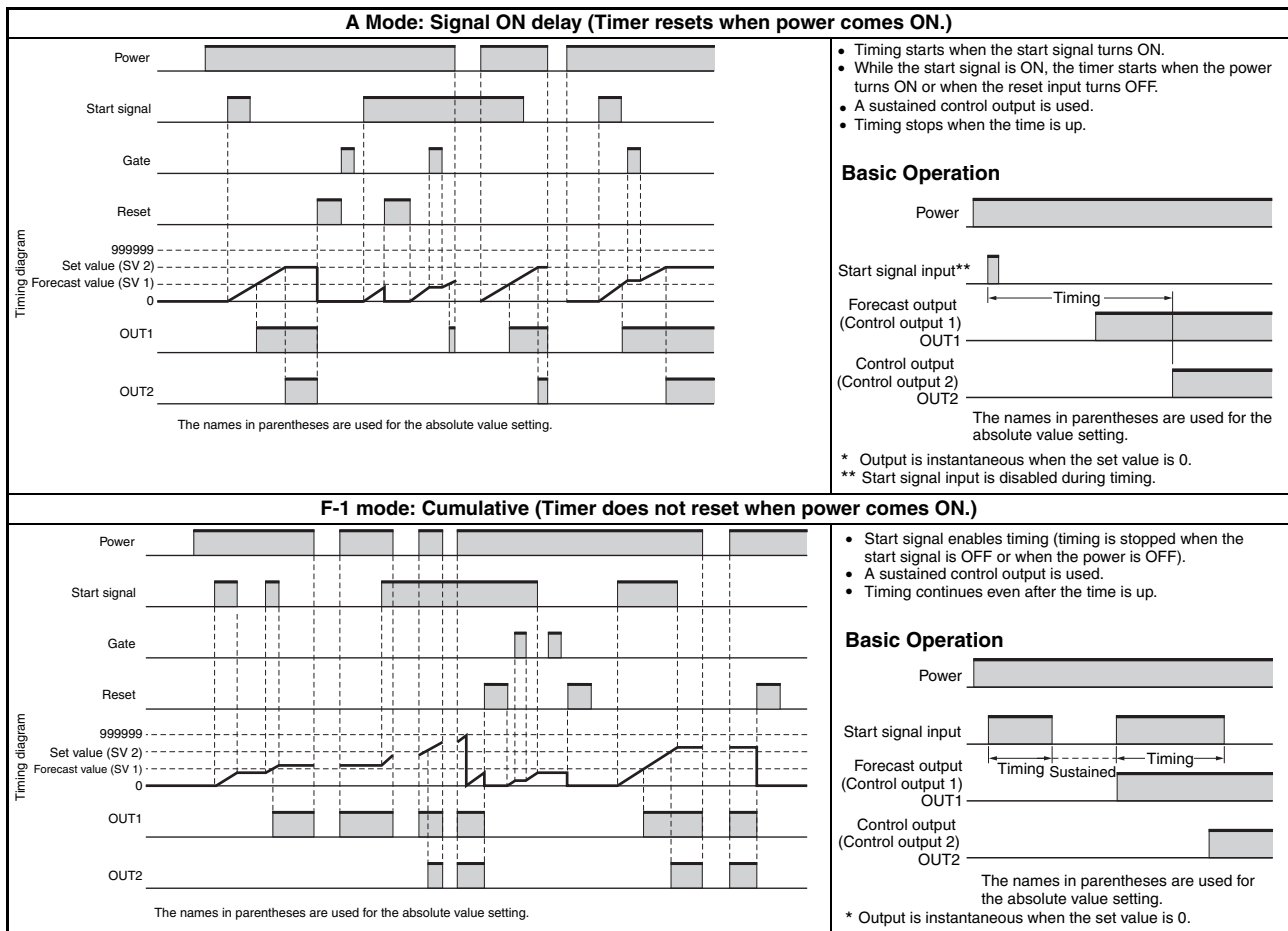 A Mode: Signal ON delay (Timer resets when power comes ON.)
Timing diagram
Power
Start signal
Gate
Reset
999999
Set value (SV 2)
Forecast value (SV 1)
0
OUT1
OUT2
The names in parentheses are used for the absolute value setting.
• Timing starts when the start signal turns ON.
• While the start signal is ON, the timer starts when the power
turns ON or when the reset input turns OFF.
• A sustained control output is used.
• Timing stops when the time is up.
Basic Operation
Power
Start signal input**
Timing
Forecast output
(Control output 1)
OUT1
Control output
(Control output 2)
OUT2
The names in parentheses are used for the
absolute value setting.
* Output is instantaneous when the set value is 0.
** Start signal input is disabled during timing.
F-1 mode: Cumulative (Timer does not reset when power comes ON.)
Timing diagram
Power
Start signal
Gate
Reset
999999
Set value (SV 2)
Forecast value (SV 1)
0
OUT1
OUT2
The names in parentheses are used for the absolute value setting.
• Start signal enables timing (timing is stopped when the
start signal is OFF or when the power is OFF).
• A sustained control output is used.
• Timing continues even after the time is up.
Basic Operation
Power
Start signal input
Timing Sustained Timing
Forecast output
(Control output 1)
OUT1
Control output
(Control output 2)
OUT2
The names in parentheses are used for
the absolute value setting.
* Output is instantaneous when the set value is 0.